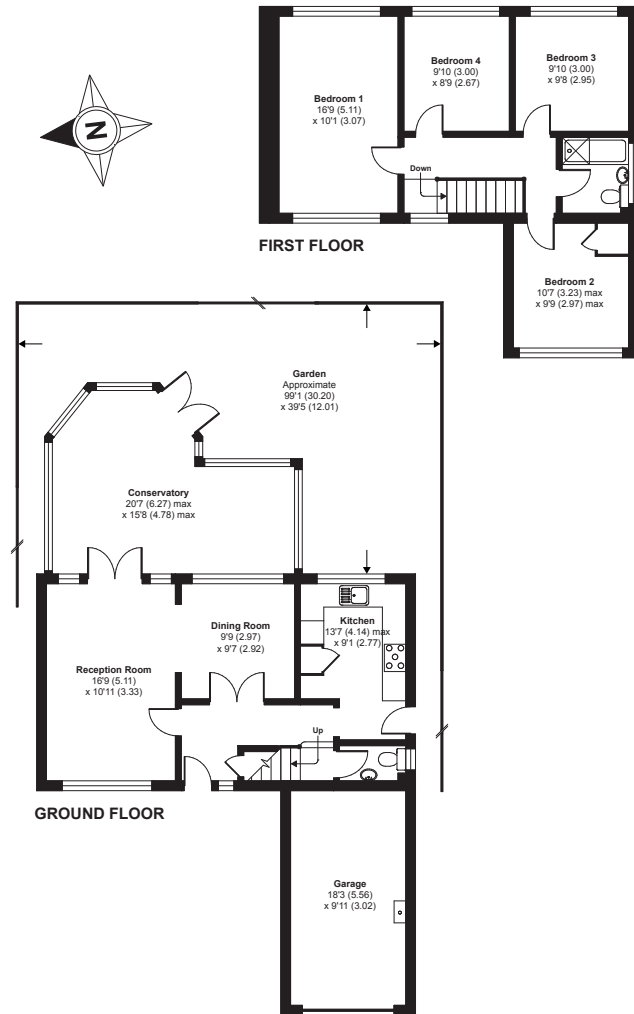 Bedroom 1
16'9 (5.11)
x 10'1 (3.07)
Bedroom 4
9'10 (3.00)
x 8'9 (2.67)
Bedroom 3
9'10 (3.00)
x 9'8 (2.95)
N
Down
FIRST FLOOR
Bedroom 2
10'7 (3.23) max
x 9'9 (2.97) max
Garden
Approximate
99'1 (30.20)
x 39'5 (12.01)
Conservatory
20'7 (6.27) max
x 15'8 (4.78) max
Dining Room
9'9 (2.97)
x 9'7 (2.92)
Kitchen
13'7 (4.14) max
x 9'1 (2.77)
Reception Room
16'9 (5.11)
x 10'11 (3.33)
Up
GROUND FLOOR
Garage
18'3 (5.56)
x 9'11 (3.02)